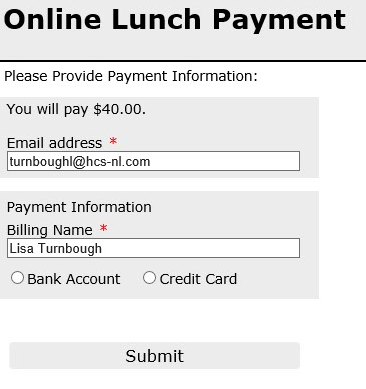 Online Lunch Payment
Please Provide Payment Information:
You will pay $40.00.
Email address *
turnboughl@hcs-nl.com
Payment Information
Billing Name *
Lisa Turnbough
Bank Account Credit Card
Submit